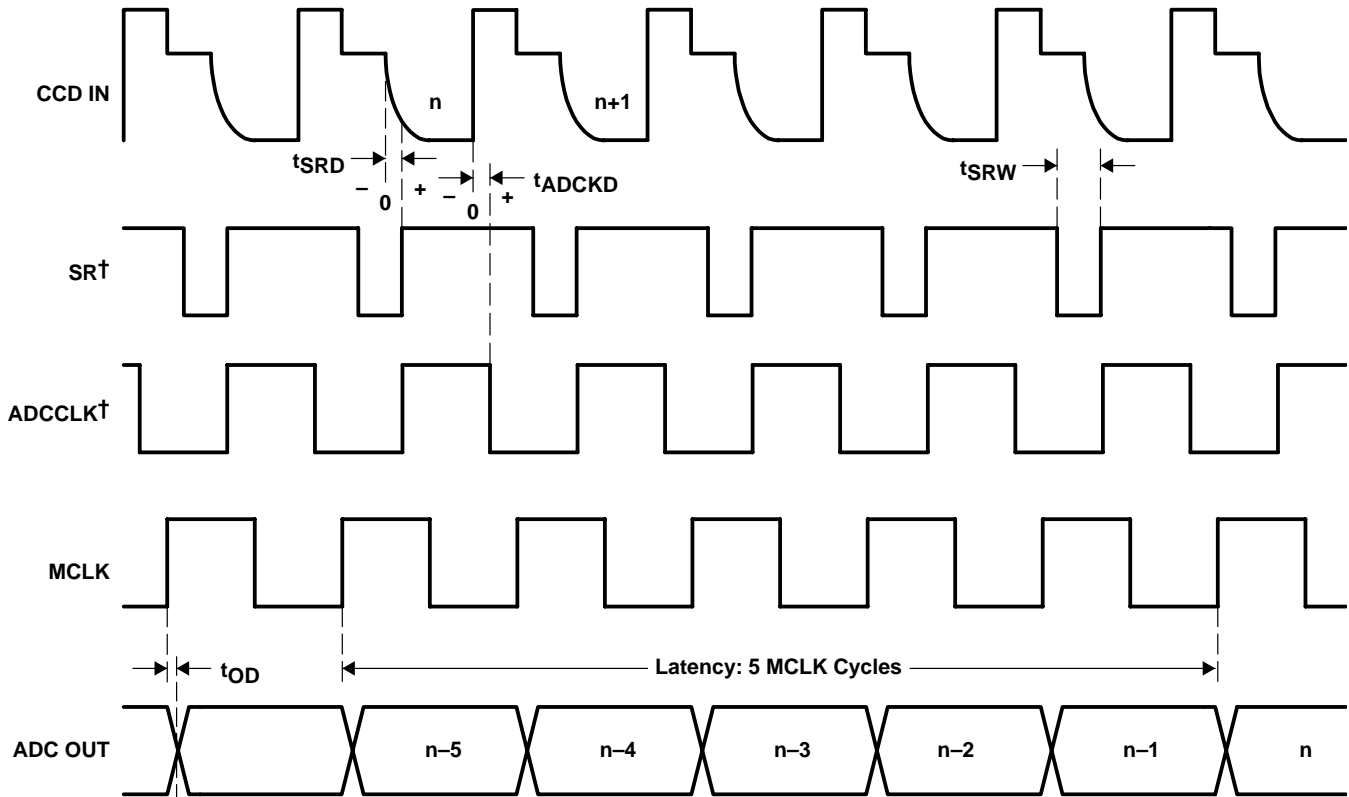 CCD IN
n
n+1
tSRD
– 0 +
– 0 +
tADCKD
tSRW
SR†
ADCCLK†
MCLK
tOD
Latency: 5 MCLK Cycles
ADC OUT
n–5
n–4
n–3
n–2
n–1
n